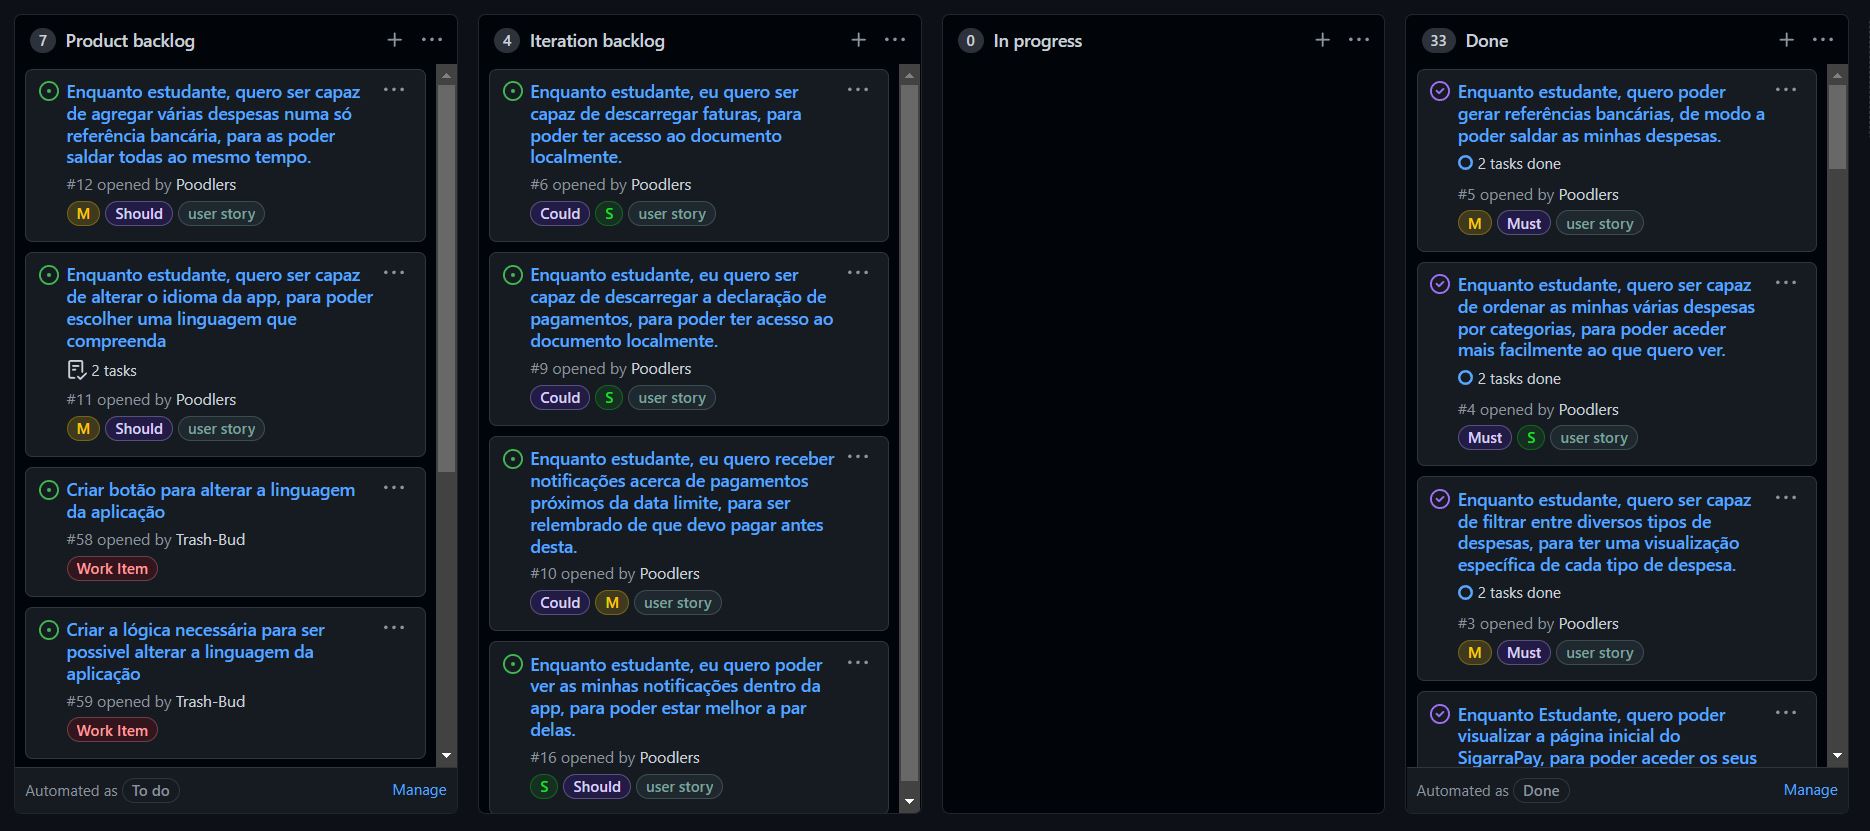 7 Product backlog
Enquanto estudante, quero ser capaz
de agregar várias despesas numa só
referência bancária, para as poder
saldar todas ao mesmo tempo.
#12 opened by Poodlers
M Should user story
Enquanto estudante, quero ser capaz
de alterar o idioma da app, para poder
escolher uma linguagem que
compreenda
2 tasks
#11 opened by Poodlers
M Should user story
Criar botão para alterar a linguagem
da aplicação
#58 opened by Trash-Bud
Work Item
Criar a lógica necessária para ser
possivel alterar a linguagem da
aplicação
#59 opened by Trash-Bud
Work Item
Automated as To do Manage
4 Iteration backlog
Enquanto estudante, eu quero ser
capaz de descarregar faturas, para
poder ter acesso ao documento
localmente.
#6 opened by Poodlers
Could S user story
Enquanto estudante, eu quero ser
capaz de descarregar a declaração de
pagamentos, para poder ter acesso ao
documento localmente.
#9 opened by Poodlers
Could S user story
Enquanto estudante, eu quero receber
notificações acerca de pagamentos
próximos da data limite, para ser
relembrado de que devo pagar antes
desta.
#10 opened by Poodlers
Could M user story
Enquanto estudante, eu quero poder
ver as minhas notificações dentro da
app, para poder estar melhor a par
delas.
#16 opened by Poodlers
S Should user story
0 In progress
33 Done
Enquanto estudante, quero poder
gerar referências bancárias, de modo a
poder saldar as minhas despesas.
2 tasks done
#5 opened by Poodlers
M Must user story
Enquanto estudante, quero ser capaz
de ordenar as minhas várias despesas
por categorias, para poder aceder
mais facilmente ao que quero ver.
2 tasks done
#4 opened by Poodlers
Must S user story
Enquanto estudante, quero ser capaz
de filtrar entre diversos tipos de
despesas, para ter uma visualização
específica de cada tipo de despesa.
2 tasks done
#3 opened by Poodlers
M Must user story
Enquanto Estudante, quero poder
visualizar a página inicial do
SigarraPay, para poder aceder os seus
Automated as Done Manage